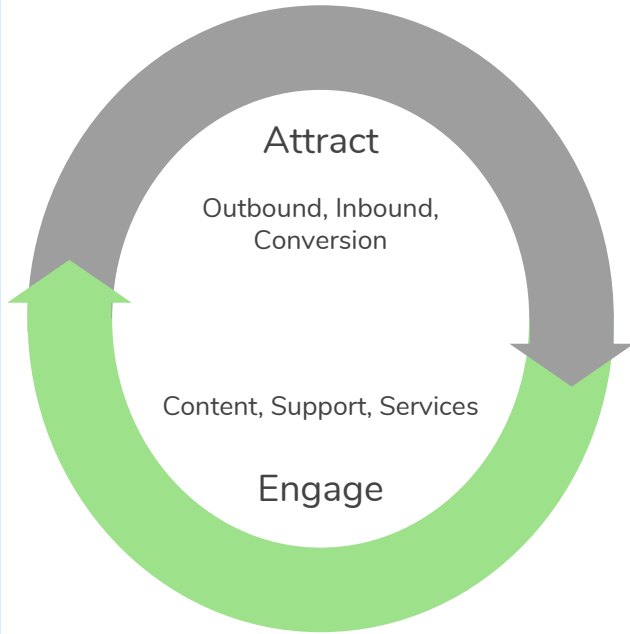 Attract
Outbound, Inbound,
Conversion
Content, Support, Services
Engage